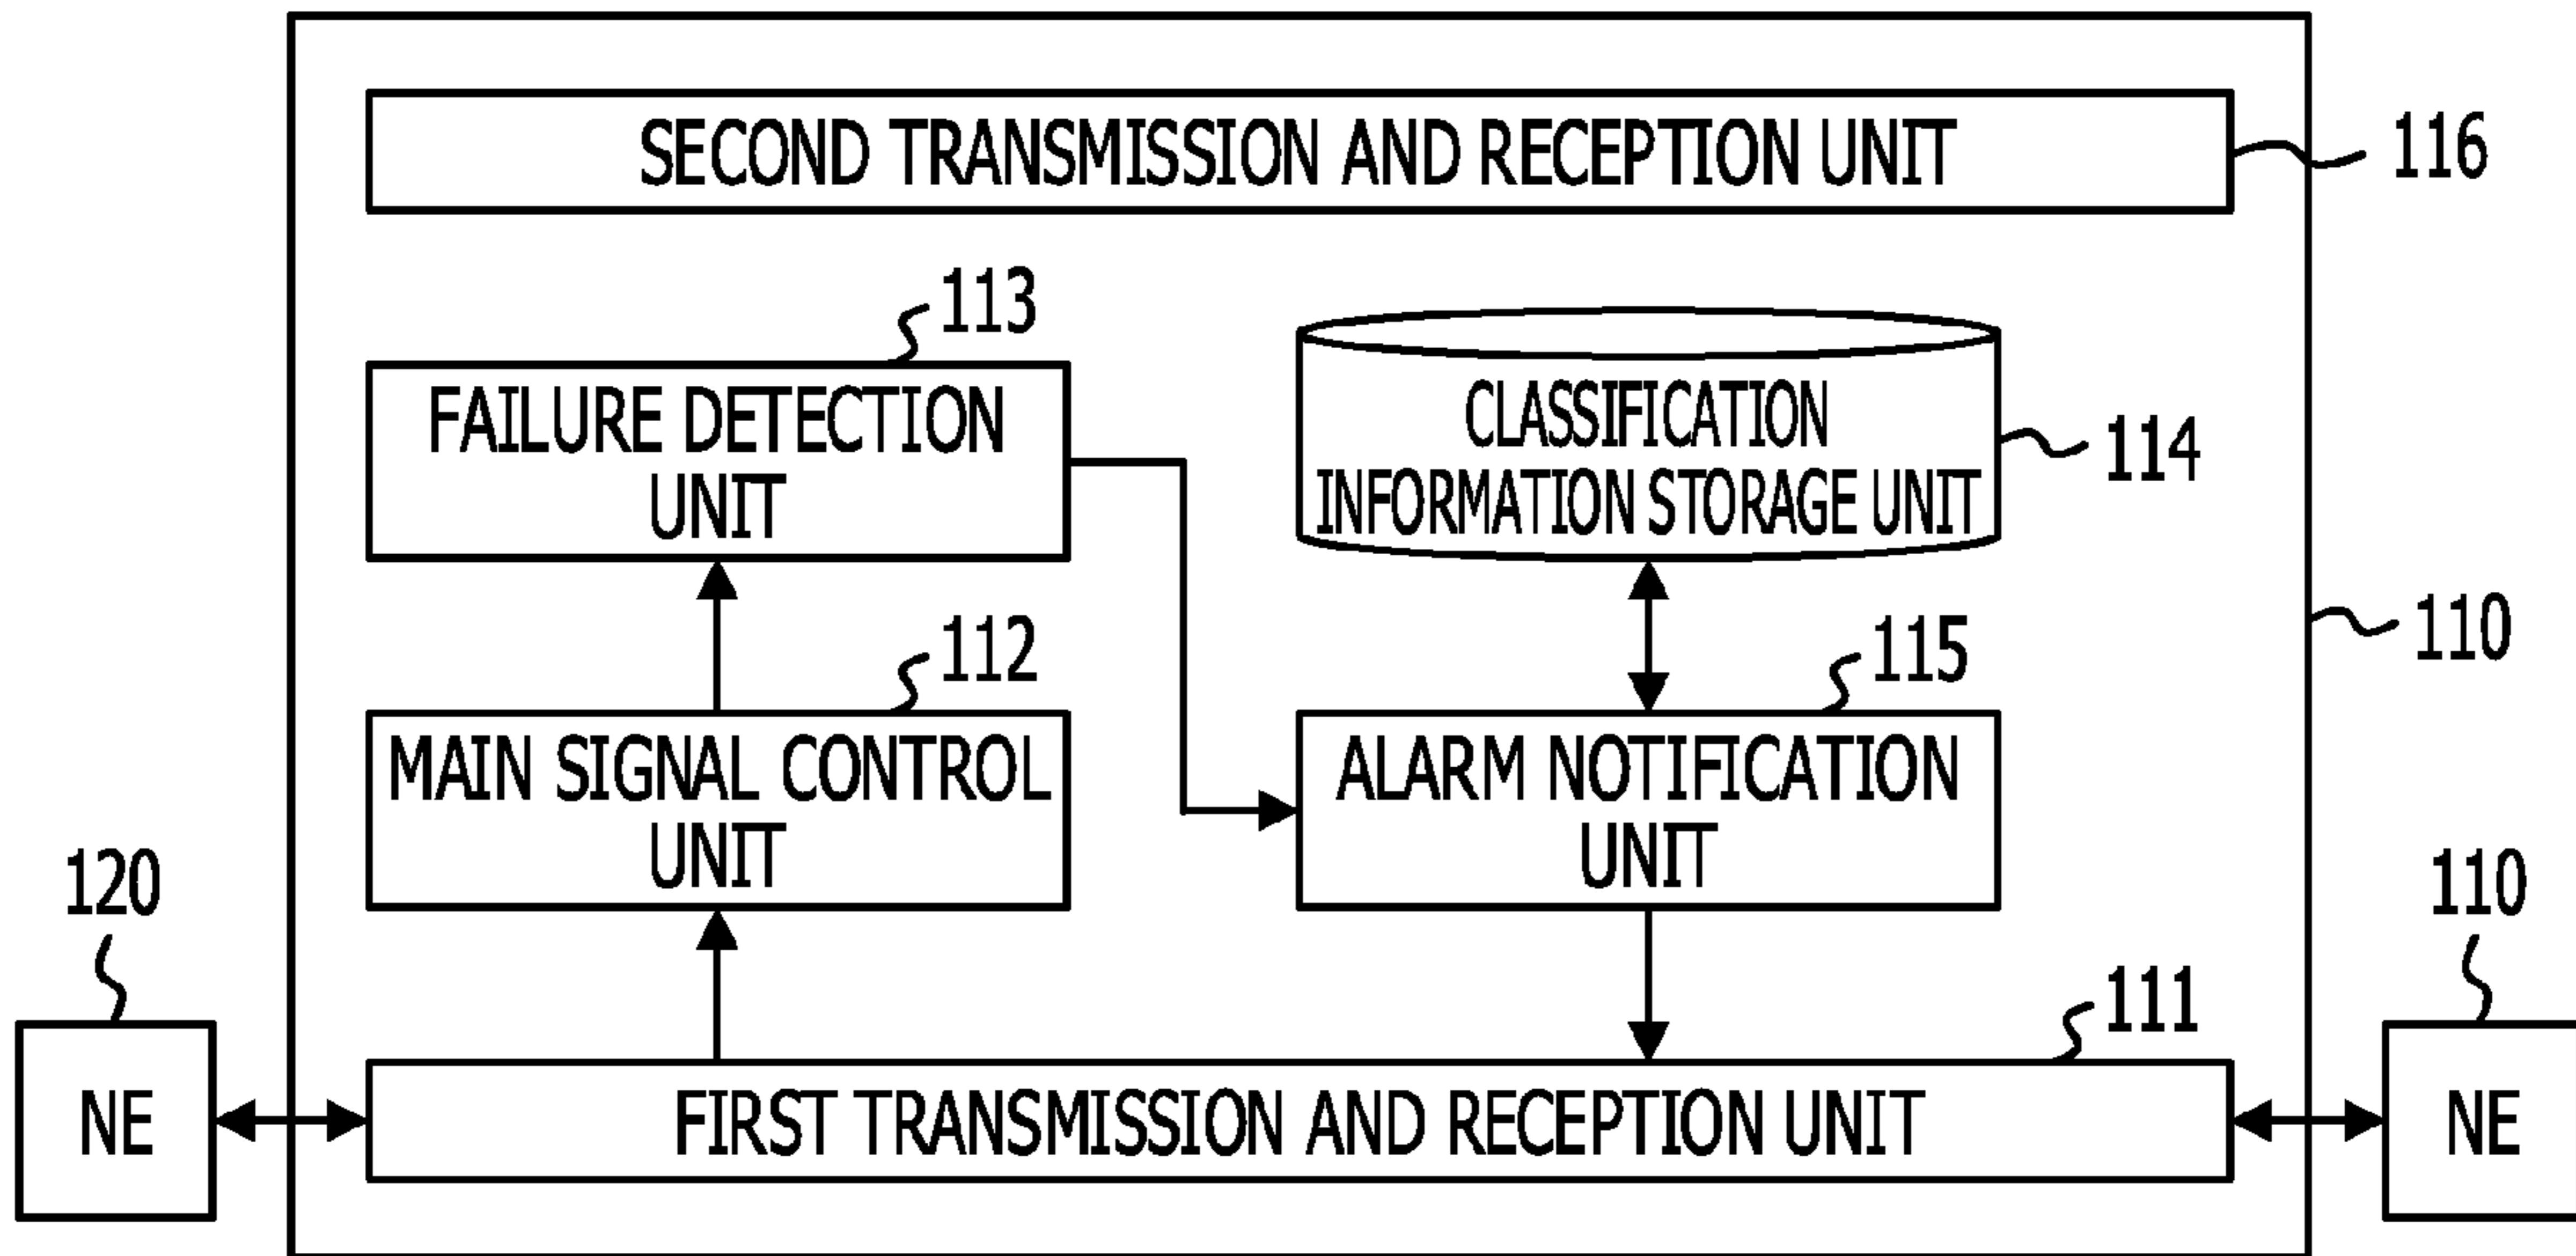 SECOND TRANSMISSION AND RECEPTION UNIT
116
113
FAILURE DETECTION
UNIT
CLASSIFICATION
INFORMATION STORAGE UNIT
114
110
112
MAIN SIGNAL CONTROL
UNIT
115
ALARM NOTIFICATION
UNIT
120
NE
110
NE
111
FIRST TRANSMISSION AND RECEPTION UNIT